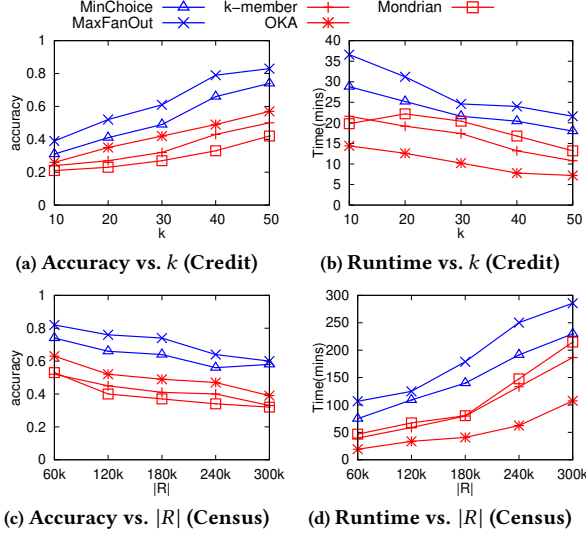 MinChoice k-member Mondrian
MaxFanOut OKA
1
0.8
0.6
0.4
0.2
0
accuracy
10 20 30 40 50
k
(a) Accuracy vs. k (Credit)
40
35
30
25
20
15
10
5
0
Time(mins)
10 20 30 40 50
k
(b) Runtime vs. k (Credit)
1
0.8
0.6
0.4
0.2
0
accuracy
60k 120k 180k 240k 300k
|R|
(c) Accuracy vs. |R| (Census)
300
250
200
150
100
50
0
Time(mins)
60k 120k 180k 240k 300k
|R|
(d) Runtime vs. |R| (Census)